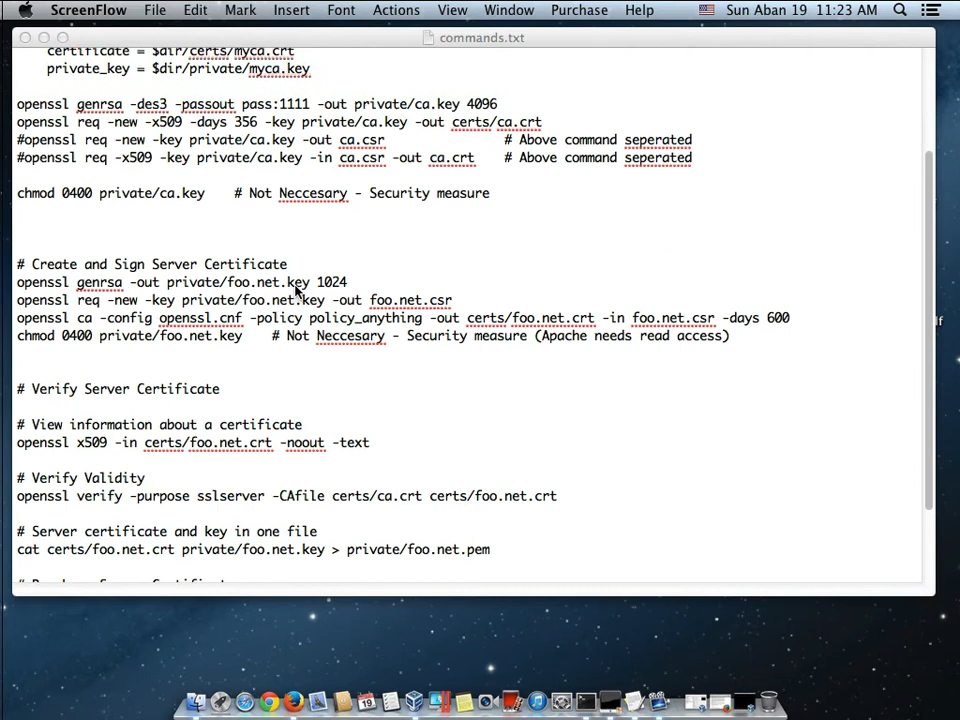 ScreenFlow File Edit Mark Insert Font Actions View Window Purchase Help Sun Aban 19 11:23 AM
commands.txt
certificate = $dir/certs/myca.crt
private_key = $dir/private/myca.key
openssl genrsa -des3 -passout pass:1111 -out private/ca.key 4096
openssl req -new -x509 -days 356 -key private/ca.key -out certs/ca.crt
#openssl req -new -key private/ca.key -out ca.csr # Above command seperated
#openssl req -x509 -key private/ca.key -in ca.csr -out ca.crt # Above command seperated
chmod 0400 private/ca.key # Not Neccesary - Security measure
# Create and Sign Server Certificate
openssl genrsa -out private/foo.net.key 1024
openssl req -new -key private/foo.net.key -out foo.net.csr
openssl ca -config openssl.cnf -policy policy_anything -out certs/foo.net.crt -in foo.net.csr -days 600
chmod 0400 private/foo.net.key # Not Neccesary - Security measure (Apache needs read access)
# Verify Server Certificate
# View information about a certificate
openssl x509 -in certs/foo.net.crt -noout -text
# Verify Validity
openssl verify -purpose sslserver -CAfile certs/ca.crt certs/foo.net.crt
# Server certificate and key in one file
cat certs/foo.net.crt private/foo.net.key > private/foo.net.pem